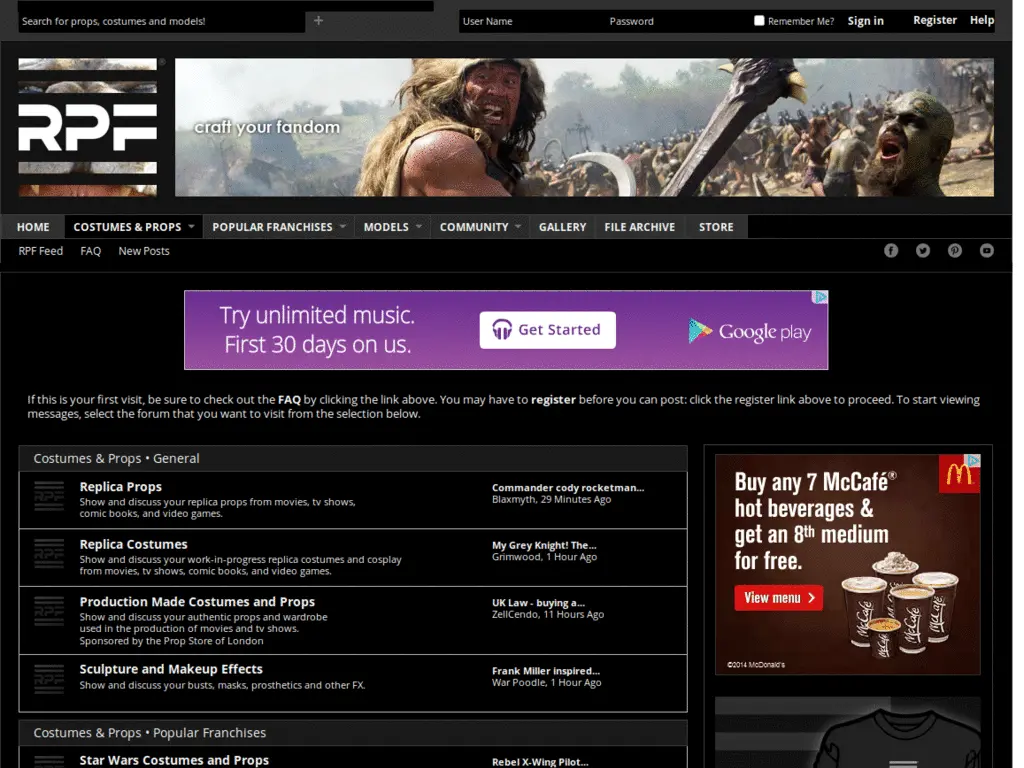 Search for props, costumes and models!
+
User Name
Password
Remember Me?
Sign in
Register
Help
RPF
®
craft your fandom
HOME
COSTUMES & PROPS
POPULAR FRANCHISES
MODELS
COMMUNITY
GALLERY
FILE ARCHIVE
STORE
RPF Feed
FAQ
New Posts
Try unlimited music.
First 30 days on us.
Get Started
Google play
If this is your first visit, be sure to check out the FAQ by clicking the link above. You may have to register before you can post: click the register link above to proceed. To start viewing
messages, select the forum that you want to visit from the selection below.
Costumes & Props • General
Replica Props
Show and discuss your replica props from movies, tv shows,
comic books, and video games.
Commander cody rocketman...
Blaxmyth, 29 Minutes Ago
Replica Costumes
Show and discuss your work-in-progress replica costumes and cosplay
from movies, tv shows, comic books, and video games.
My Grey Knight! The...
Grimwood, 1 Hour Ago
Production Made Costumes and Props
Show and discuss your authentic props and wardrobe
used in the production of movies and tv shows.
Sponsored by the Prop Store of London
UK Law - buying a...
ZellCendo, 11 Hours Ago
Sculpture and Makeup Effects
Show and discuss your busts, masks, prosthetics and other FX.
Frank Miller inspired...
War Poodle, 1 Hour Ago
Costumes & Props • Popular Franchises
Star Wars Costumes and Props
Rebel X-Wing Pilot...
Buy any 7 McCafé®
hot beverages &
get an 8th medium
for free.
View menu
McCafé
McCafé
McCafé
McCafé
©2014 McDonald's